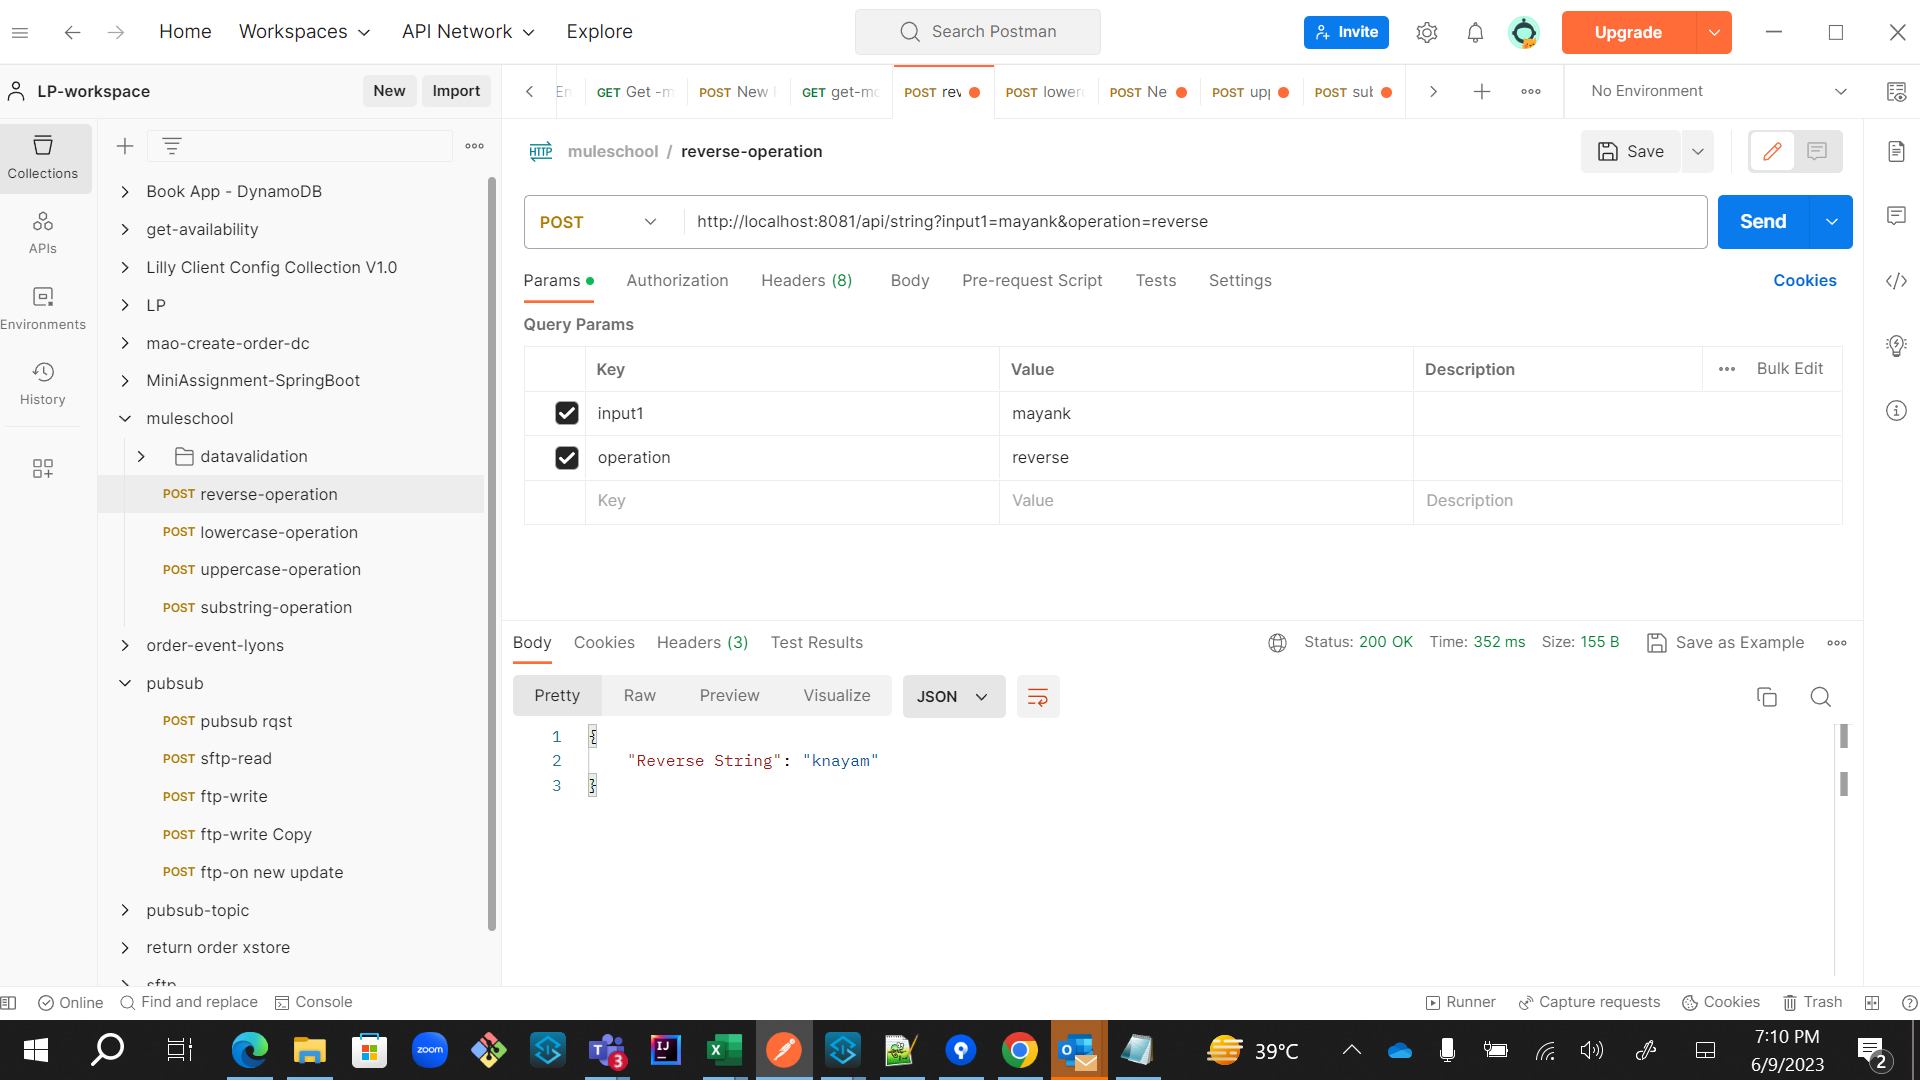 Home Workspaces API Network Explore Search Postman Invite Upgrade
LP-workspace New Import
GET Get -m POST New GET get-mo POST rev POST lowerc POST Ne POST upp POST sub No Environment
Collections
APIs
Environments
History
Book App - DynamoDB
get-availability
Lilly Client Config Collection V1.0
LP
mao-create-order-dc
MiniAssignment-SpringBoot
muleschool
datavalidation
POST reverse-operation
POST lowercase-operation
POST uppercase-operation
POST substring-operation
order-event-lyons
pubsub
POST pubsub rqst
POST sftp-read
POST ftp-write
POST ftp-write Copy
POST ftp-on new update
pubsub-topic
return order xstore
sftp
HTTP muleschool / reverse-operation Save
POST http://localhost:8081/api/string?input1=mayank&operation=reverse Send
Params Authorization Headers (8) Body Pre-request Script Tests Settings Cookies
Query Params
Key Value Description Bulk Edit
input1 mayank
operation reverse
Key Value Description
Body Cookies Headers (3) Test Results Status: 200 OK Time: 352 ms Size: 155 B Save as Example
Pretty Raw Preview Visualize JSON
1 {
2 "Reverse String": "knayam"
3 }
Online Find and replace Console Runner Capture requests Cookies Trash
zoom 3 39°C 7:10 PM
6/9/2023 2